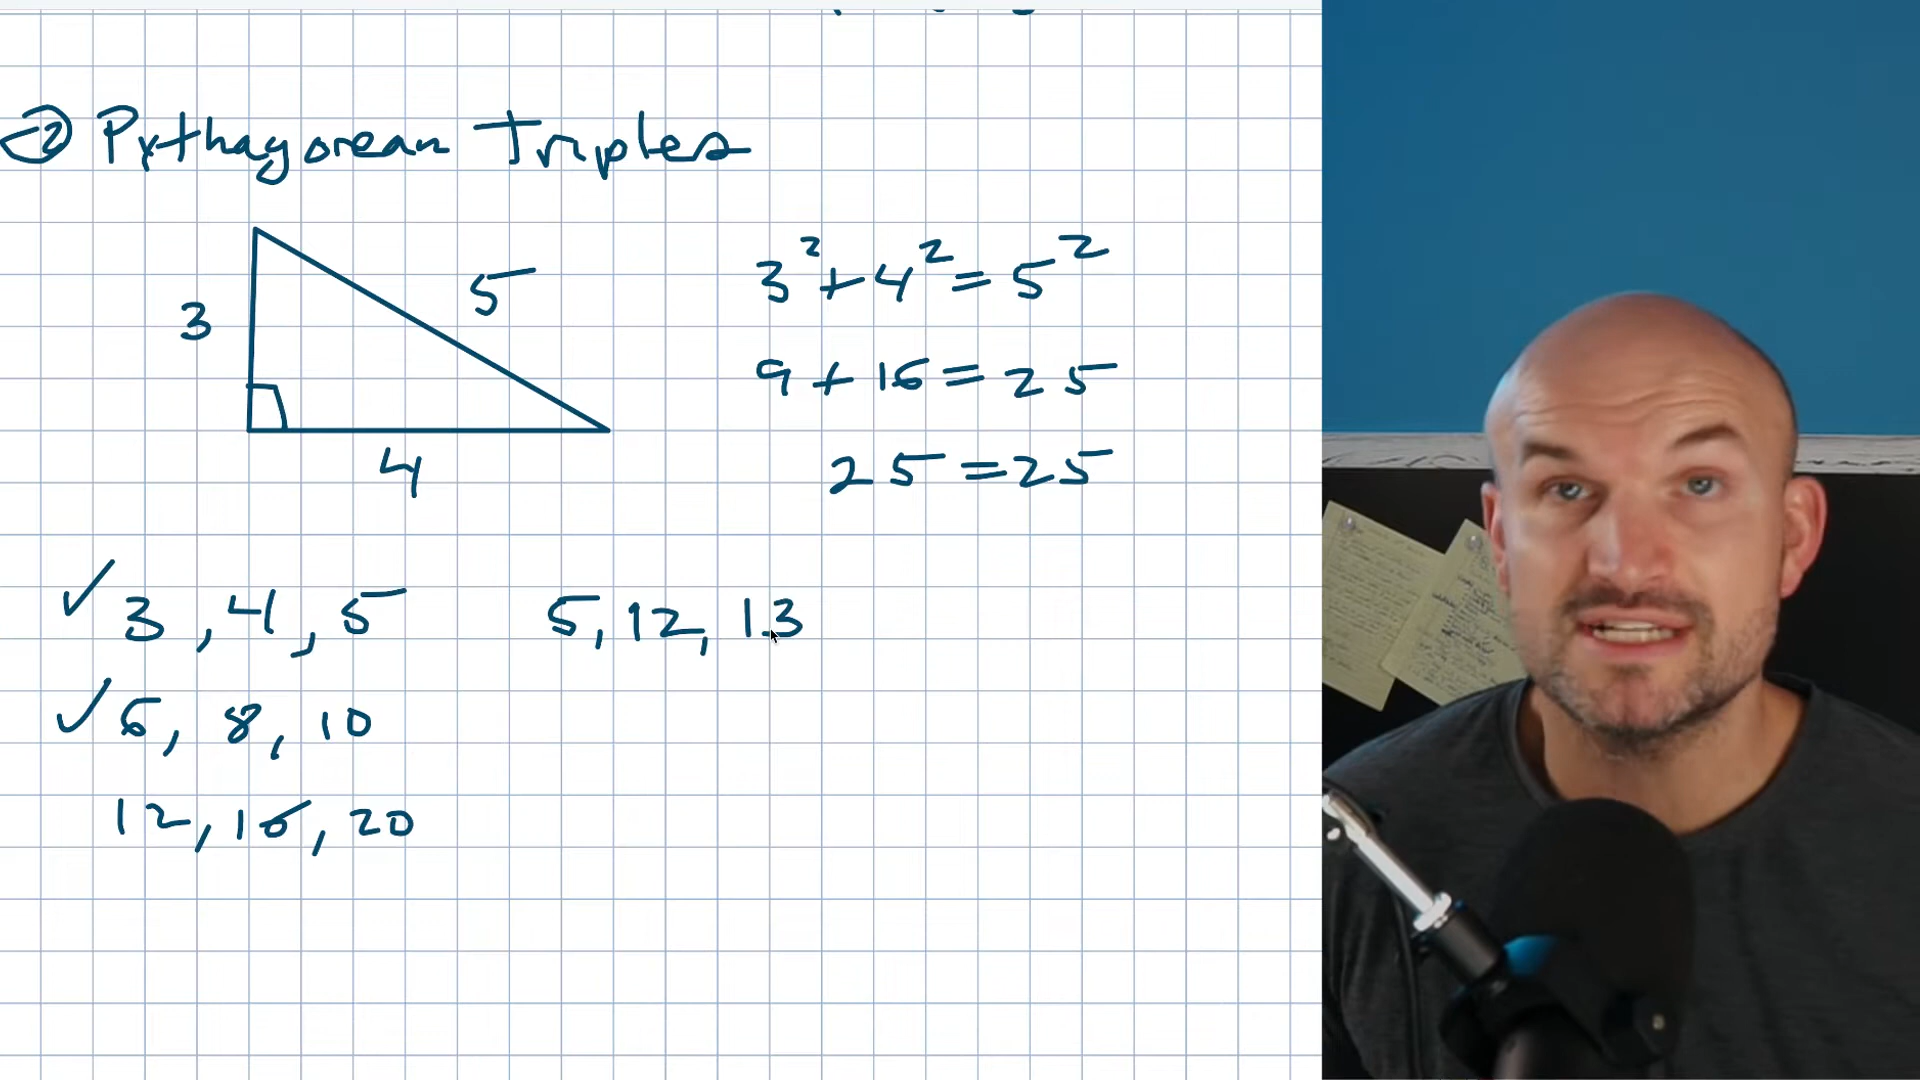 ② Pythagorean Triples
3
5
4
3² + 4² = 5²
9 + 16 = 25
25 = 25
✓ 3, 4, 5
✓ 6, 8, 10
12, 16, 20
5, 12, 13